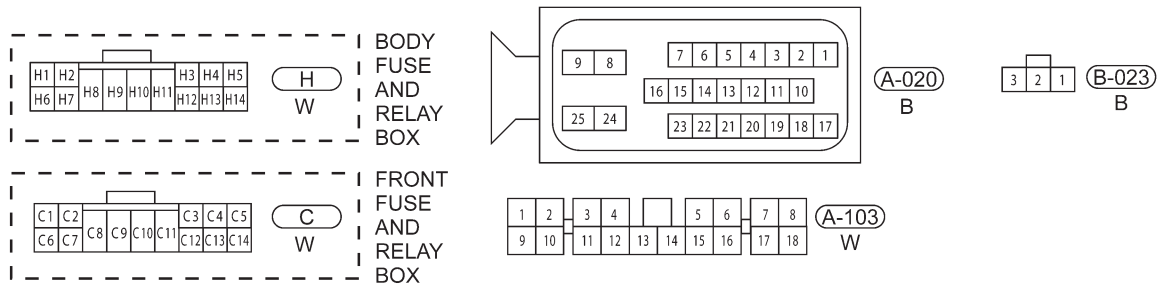 H1 H2 H3 H4 H5
H6 H7 H8 H9 H10 H11 H12 H13 H14
H
W
BODY
FUSE
AND
RELAY
BOX
C1 C2 C3 C4 C5
C6 C7 C8 C9 C10 C11 C12 C13 C14
C
W
FRONT
FUSE
AND
RELAY
BOX
9 8 7 6 5 4 3 2 1
16 15 14 13 12 11 10
25 24 23 22 21 20 19 18 17
A-020
B
1 2 3 4 5 6 7 8
9 10 11 12 13 14 15 16 17 18
A-103
W
3 2 1
B-023
B